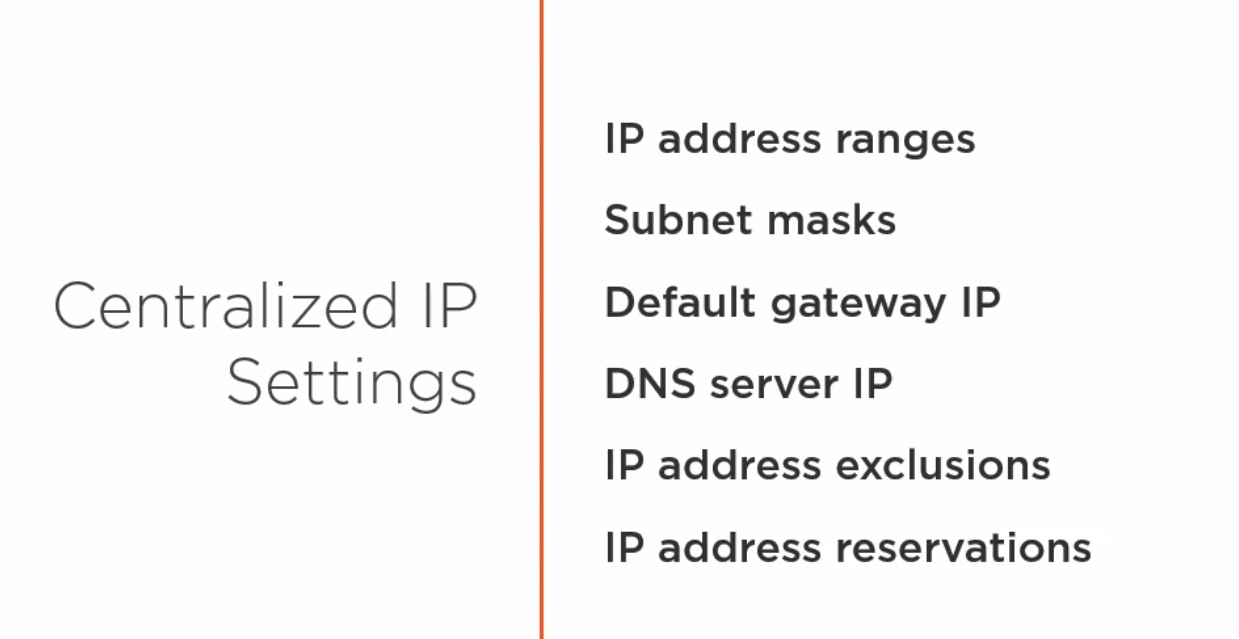 Centralized IP
Settings
IP address ranges
Subnet masks
Default gateway IP
DNS server IP
IP address exclusions
IP address reservations